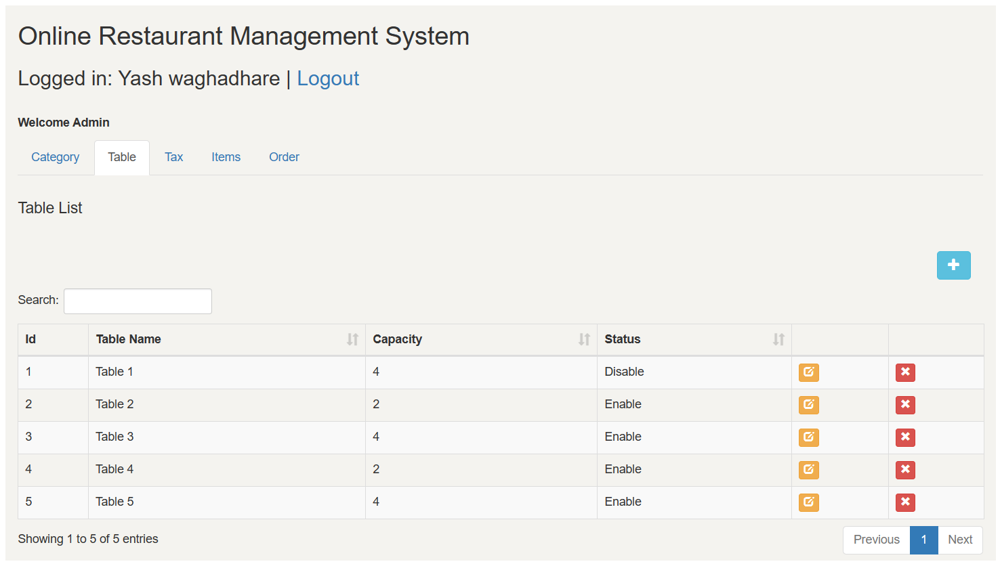 Online Restaurant Management System
Logged in: Yash waghadhare | Logout
Welcome Admin
Category Table Tax Items Order
Table List
Search:
Id Table Name Capacity Status
1 Table 1 4 Disable
2 Table 2 2 Enable
3 Table 3 4 Enable
4 Table 4 2 Enable
5 Table 5 4 Enable
Showing 1 to 5 of 5 entries Previous 1 Next